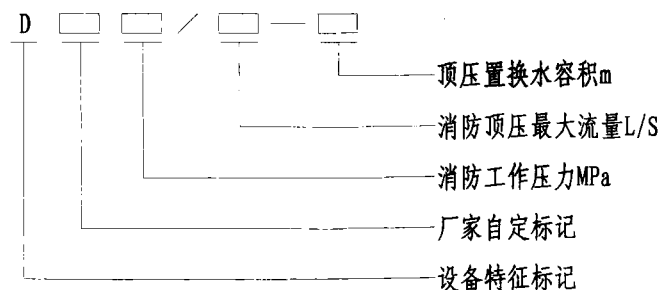 D □ □ / □ — □
顶压置换水容积m
消防顶压最大流量L/S
消防工作压力MPa
厂家自定标记
设备特征标记